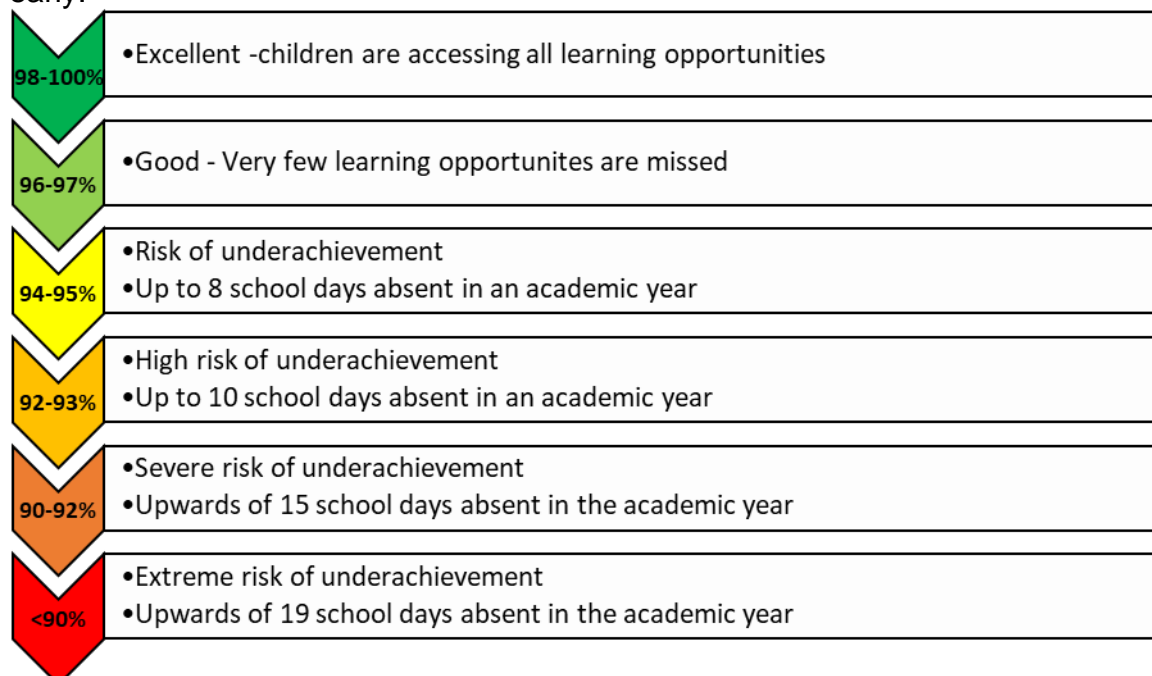 98-100%
•Excellent -children are accessing all learning opportunities
96-97%
•Good - Very few learning opportunites are missed
94-95%
•Risk of underachievement
•Up to 8 school days absent in an academic year
92-93%
•High risk of underachievement
•Up to 10 school days absent in an academic year
90-92%
•Severe risk of underachievement
•Upwards of 15 school days absent in the academic year
<90%
•Extreme risk of underachievement
•Upwards of 19 school days absent in the academic year